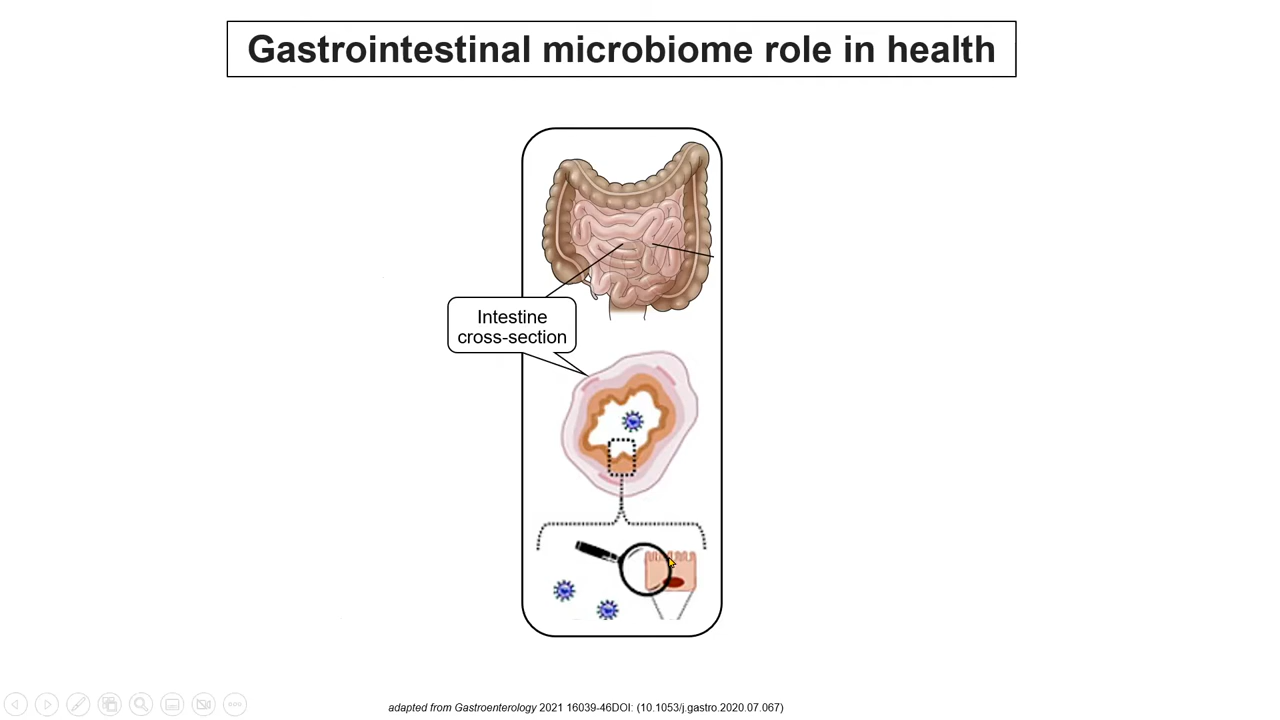 Gastrointestinal microbiome role in health
Intestine
cross-section
adapted from Gastroenterology 2021 16039-46DOI: (10.1053/j.gastro.2020.07.067)